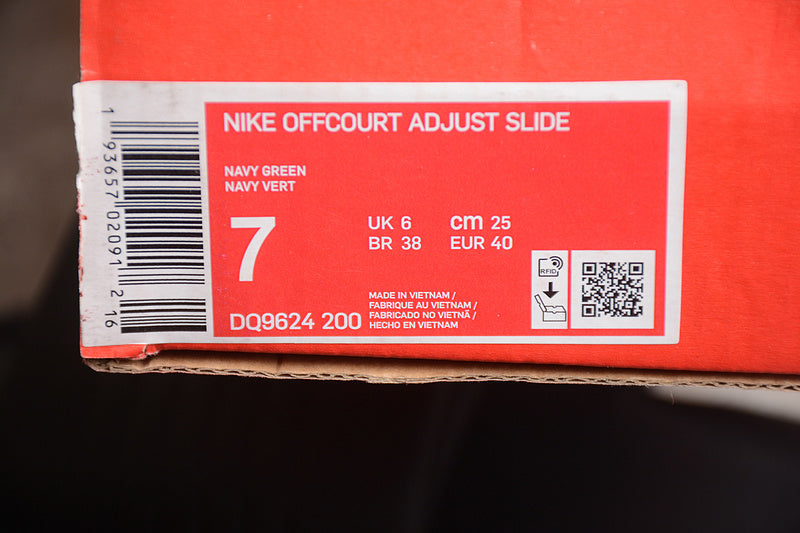 NIKE OFFCOURT ADJUST SLIDE
NAVY GREEN
NAVY VERT
7
UK 6
cm 25
BR 38
EUR 40
DQ9624 200
MADE IN VIETNAM /
FABRIQUE AU VIETNAM /
FABRICADO NO VIETNÃ /
HECHO EN VIETNAM
RFID
1 93657 02091 2 16